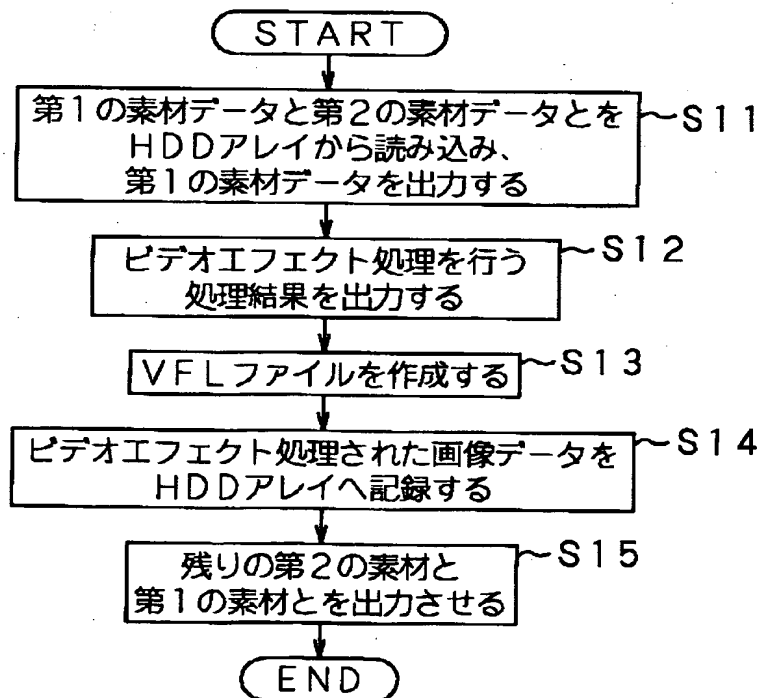 START
第1の素材データと第2の素材データとを
HDDアレイから読み込み、
第1の素材データを出力する
S11
ビデオエフェクト処理を行う
処理結果を出力する
S12
VFLファイルを作成する
S13
ビデオエフェクト処理された画像データを
HDDアレイへ記録する
S14
残りの第2の素材と
第1の素材とを出力させる
S15
END